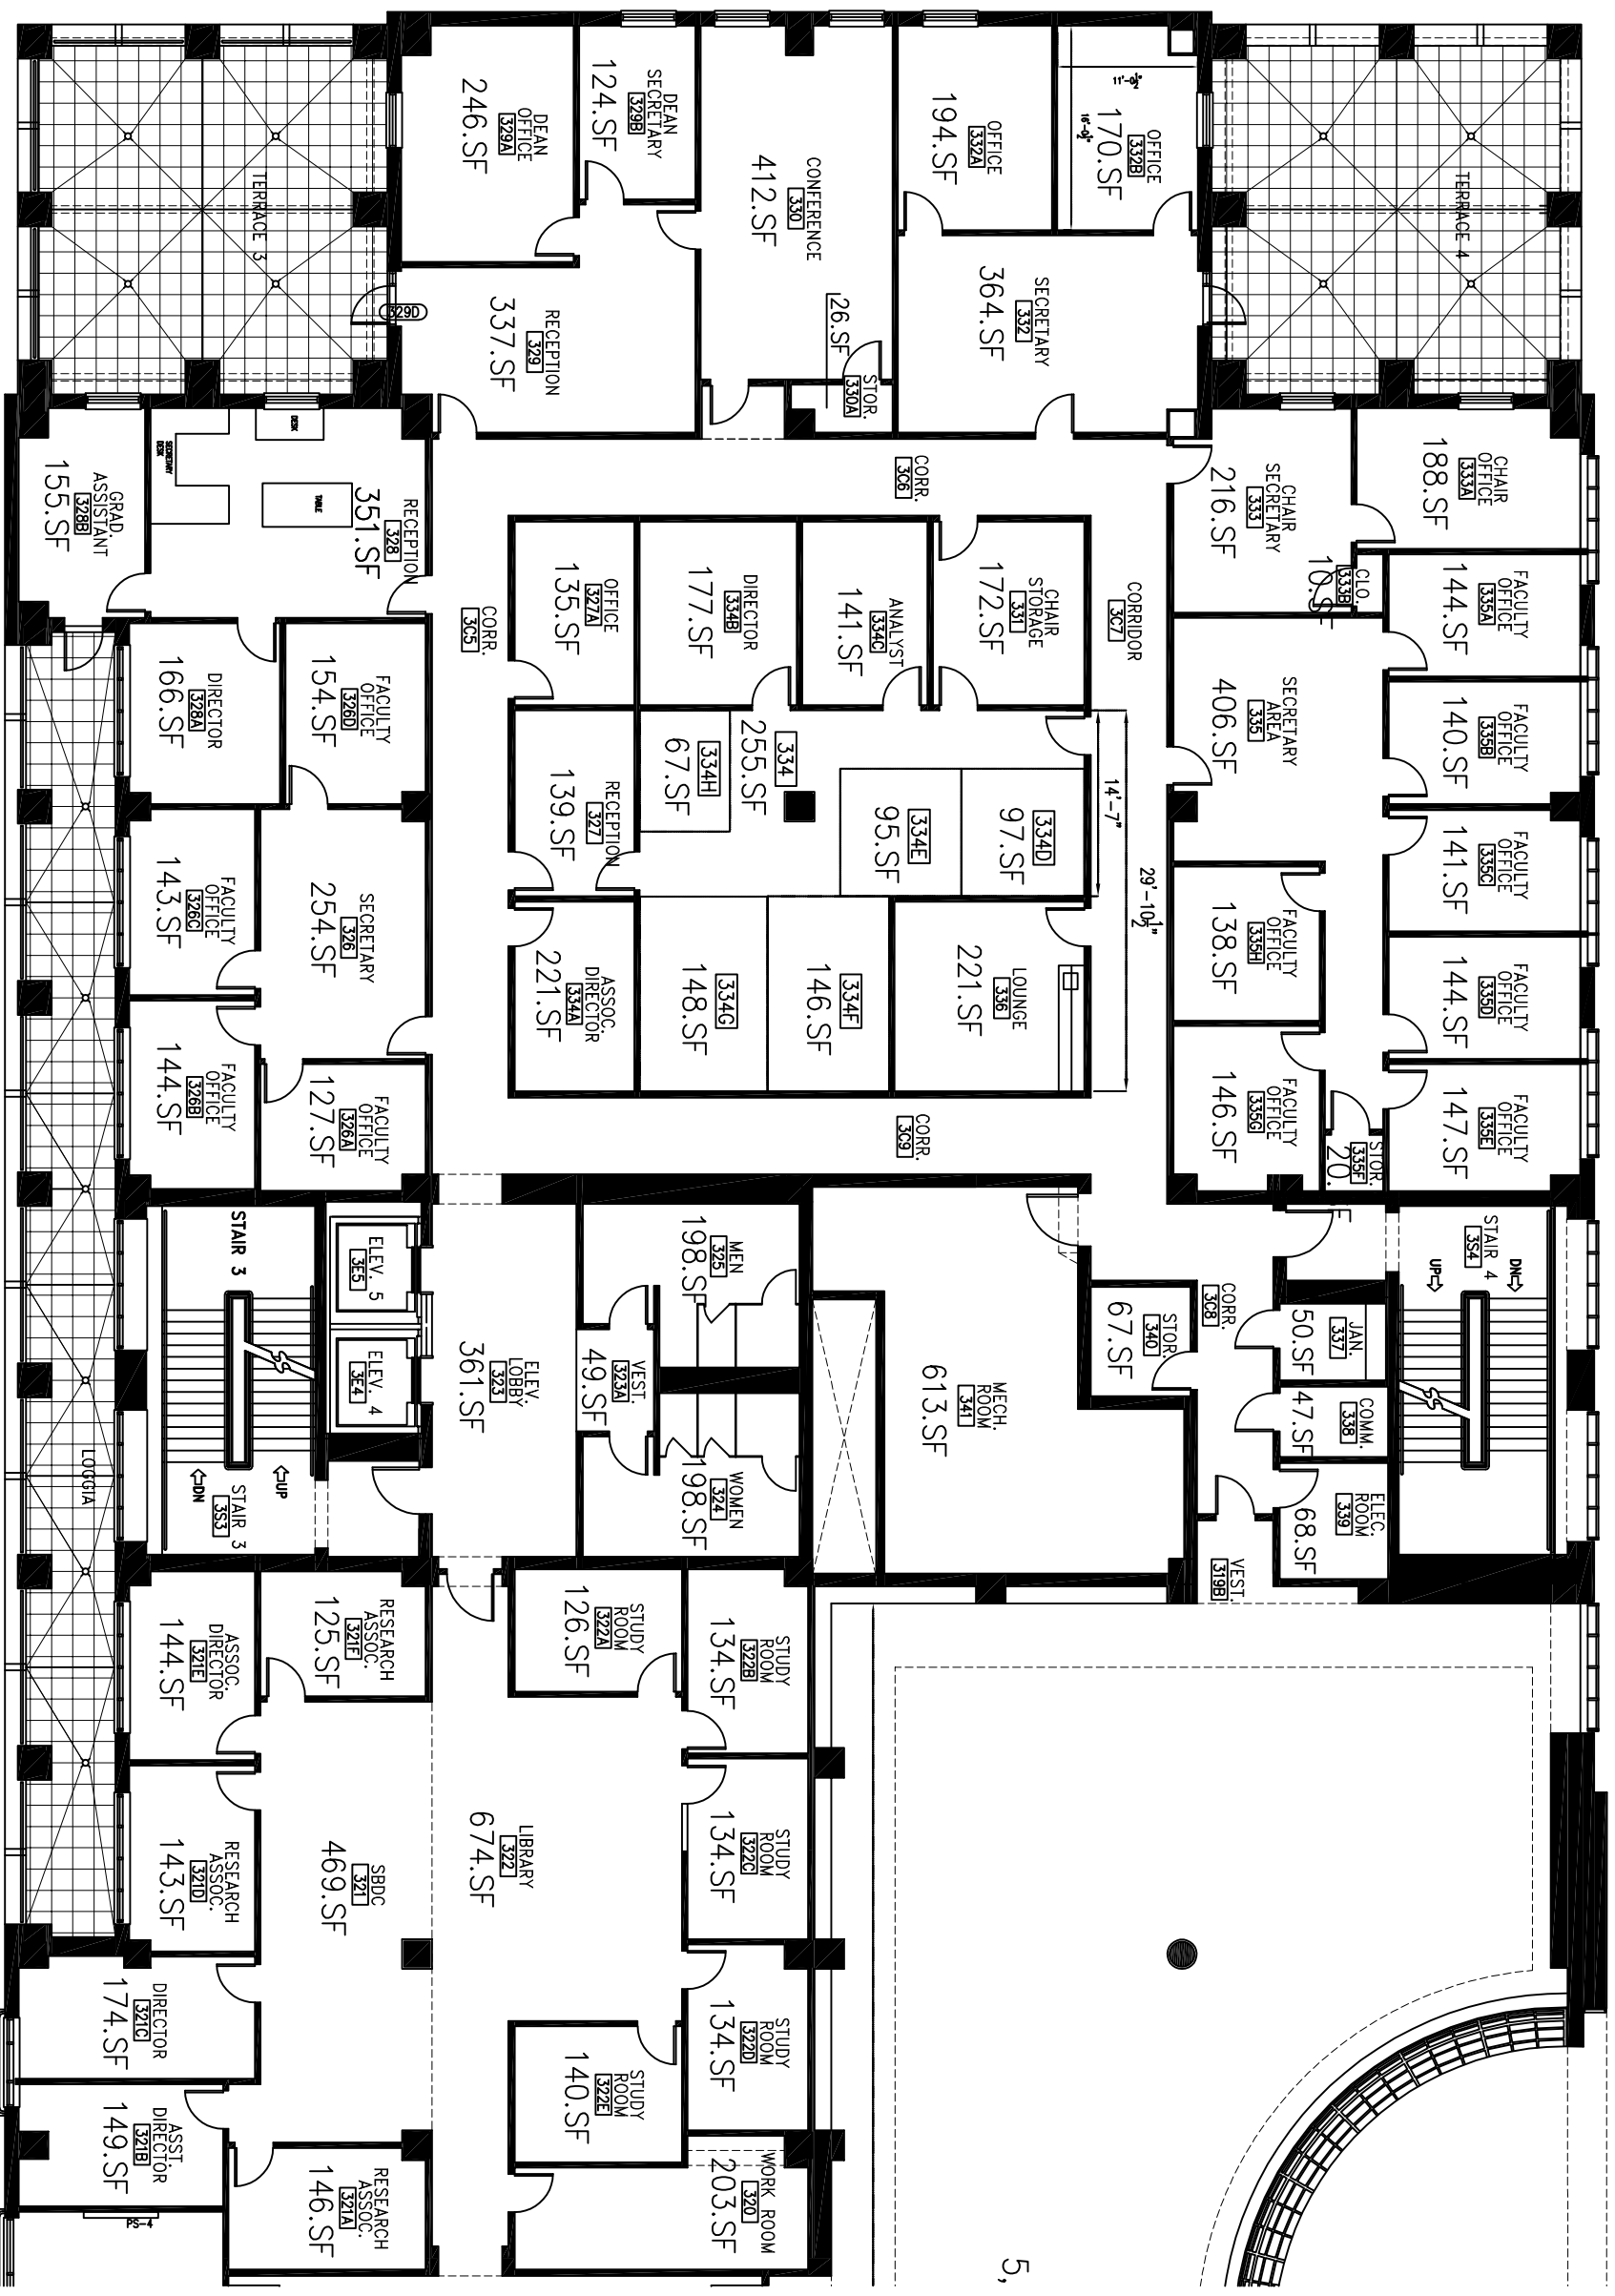 TERRACE 3
TERRACE 4
DEAN
OFFICE
329A
246.SF
DEAN
SECRETARY
329B
124.SF
CONFERENCE
330
412.SF
OFFICE
332A
194.SF
OFFICE
332B
170.SF
11'-0½"
16'-0½"
329D
RECEPTION
329
337.SF
26.SF
STOR.
330A
SECRETARY
332
364.SF
GRAD.
ASSISTANT
328B
155.SF
SECRETARY
DESK
DESK
TABLE
RECEPTION
328
351.SF
CORR.
3C6
CHAIR
SECRETARY
333
216.SF
CHAIR
OFFICE
333A
188.SF
CLO.
333B
10.SF
CORR.
3C5
OFFICE
327A
135.SF
DIRECTOR
334B
177.SF
ANALYST
334C
141.SF
CHAIR
STORAGE
331
172.SF
CORRIDOR
3C7
FACULTY
OFFICE
335A
144.SF
DIRECTOR
328A
166.SF
FACULTY
OFFICE
326D
154.SF
RECEPTION
327
139.SF
334H
67.SF
334
255.SF
334E
95.SF
334D
97.SF
14'-7"
29'-10½"
SECRETARY
AREA
335
406.SF
FACULTY
OFFICE
335B
140.SF
FACULTY
OFFICE
335C
141.SF
FACULTY
OFFICE
326C
143.SF
SECRETARY
326
254.SF
ASSOC.
DIRECTOR
334A
221.SF
334G
148.SF
334F
146.SF
LOUNGE
336
221.SF
FACULTY
OFFICE
335H
138.SF
FACULTY
OFFICE
335D
144.SF
FACULTY
OFFICE
326B
144.SF
FACULTY
OFFICE
326A
127.SF
CORR.
3C9
FACULTY
OFFICE
335G
146.SF
STOR.
335F
20.SF
FACULTY
OFFICE
335E
147.SF
STAIR 3
ELEV. 5
3E5
ELEV. 4
3E4
ELEV.
LOBBY
323
361.SF
MEN
325
198.SF
VEST.
323A
49.SF
WOMEN
324
198.SF
MECH.
ROOM
341
613.SF
STOR.
340
67.SF
CORR.
3C8
JAN.
337
50.SF
COMM.
338
47.SF
ELEC.
ROOM
339
68.SF
STAIR 4
3S4
UP
DN
LOGGIA
DN
UP
STAIR 3
3S3
VEST.
319B
ASSOC.
DIRECTOR
321E
144.SF
RESEARCH
ASSOC.
321F
125.SF
STUDY
ROOM
322A
126.SF
STUDY
ROOM
322B
134.SF
RESEARCH
ASSOC.
321D
143.SF
SBDC
321
469.SF
LIBRARY
322
674.SF
STUDY
ROOM
322C
134.SF
DIRECTOR
321C
174.SF
STUDY
ROOM
322E
140.SF
STUDY
ROOM
322D
134.SF
ASST.
DIRECTOR
321B
149.SF
RESEARCH
ASSOC.
321A
146.SF
WORK ROOM
320
203.SF
PS-4
5,